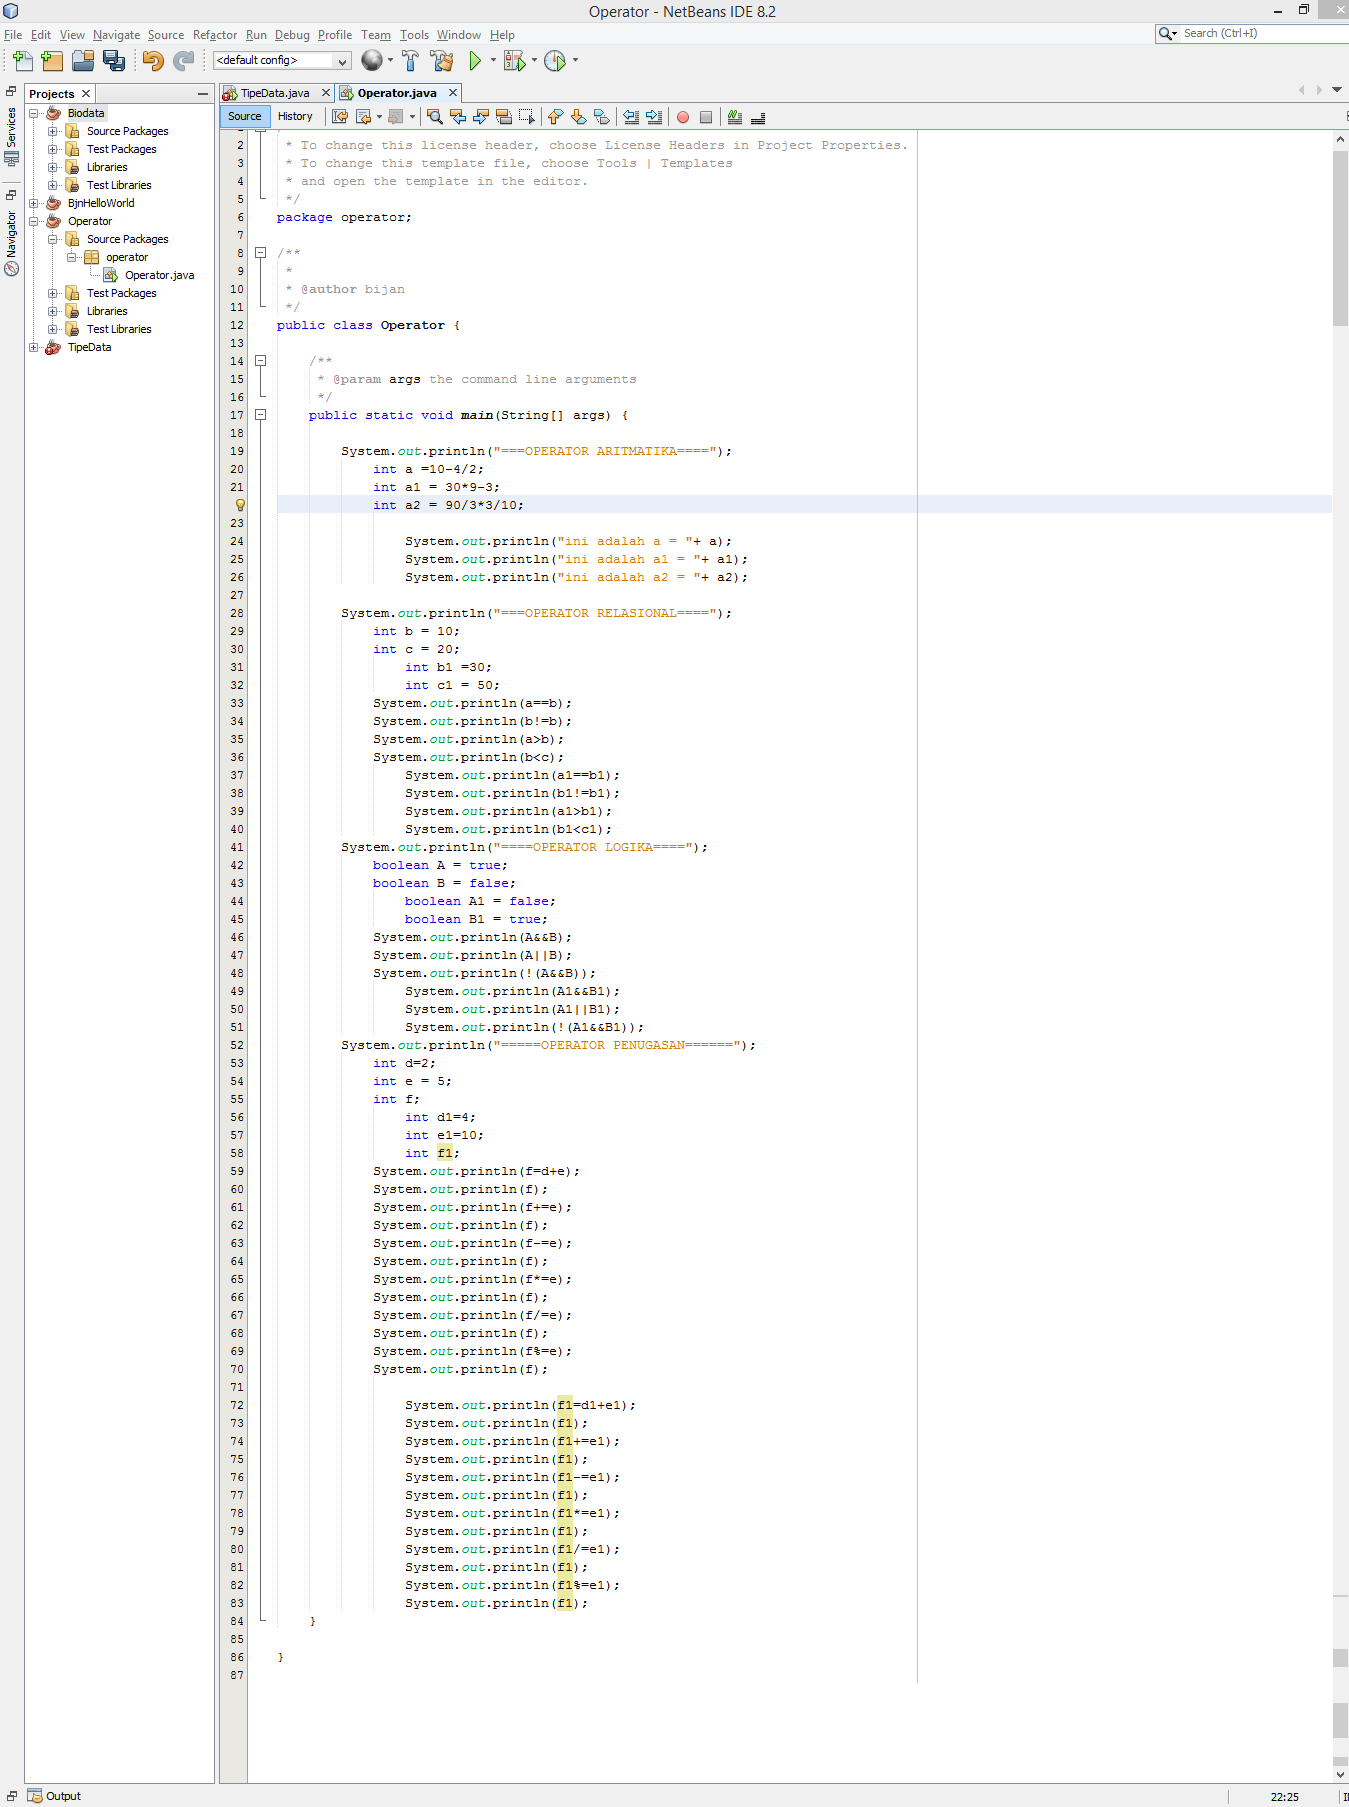 Operator - NetBeans IDE 8.2
File Edit View Navigate Source Refactor Run Debug Profile Team Tools Window Help
Search (Ctrl+I)
<default config>
Projects
TipeData.java
Operator.java
Source History
Services
Navigator
Biodata
Source Packages
Test Packages
Libraries
Test Libraries
BjnHelloWorld
Operator
Source Packages
operator
Operator.java
Test Packages
Libraries
Test Libraries
TipeData
2 * To change this license header, choose License Headers in Project Properties.
3 * To change this template file, choose Tools | Templates
4 * and open the template in the editor.
5 */
6 package operator;
7
8 /**
9 *
10 * @author bijan
11 */
12 public class Operator {
13
14 /**
15 * @param args the command line arguments
16 */
17 public static void main(String[] args) {
18
19 System.out.println("===OPERATOR ARITMATIKA====");
20 int a =10-4/2;
21 int a1 = 30*9-3;
int a2 = 90/3*3/10;
23
24 System.out.println("ini adalah a = "+ a);
25 System.out.println("ini adalah a1 = "+ a1);
26 System.out.println("ini adalah a2 = "+ a2);
27
28 System.out.println("===OPERATOR RELASIONAL====");
29 int b = 10;
30 int c = 20;
31 int b1 =30;
32 int c1 = 50;
33 System.out.println(a==b);
34 System.out.println(b!=b);
35 System.out.println(a>b);
36 System.out.println(b<c);
37 System.out.println(a1==b1);
38 System.out.println(b1!=b1);
39 System.out.println(a1>b1);
40 System.out.println(b1<c1);
41 System.out.println("====OPERATOR LOGIKA====");
42 boolean A = true;
43 boolean B = false;
44 boolean A1 = false;
45 boolean B1 = true;
46 System.out.println(A&&B);
47 System.out.println(A||B);
48 System.out.println(!(A&&B));
49 System.out.println(A1&&B1);
50 System.out.println(A1||B1);
51 System.out.println(!(A1&&B1));
52 System.out.println("=====OPERATOR PENUGASAN======");
53 int d=2;
54 int e = 5;
55 int f;
56 int d1=4;
57 int e1=10;
58 int f1;
59 System.out.println(f=d+e);
60 System.out.println(f);
61 System.out.println(f+=e);
62 System.out.println(f);
63 System.out.println(f-=e);
64 System.out.println(f);
65 System.out.println(f*=e);
66 System.out.println(f);
67 System.out.println(f/=e);
68 System.out.println(f);
69 System.out.println(f%=e);
70 System.out.println(f);
71
72 System.out.println(f1=d1+e1);
73 System.out.println(f1);
74 System.out.println(f1+=e1);
75 System.out.println(f1);
76 System.out.println(f1-=e1);
77 System.out.println(f1);
78 System.out.println(f1*=e1);
79 System.out.println(f1);
80 System.out.println(f1/=e1);
81 System.out.println(f1);
82 System.out.println(f1%=e1);
83 System.out.println(f1);
84 }
85
86 }
87
Output
22:25